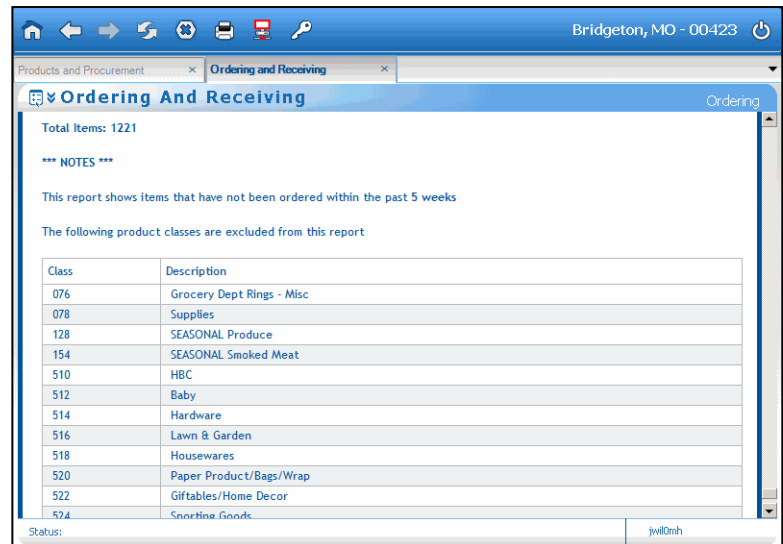 Bridgeton, MO - 00423
Products and Procurement × Ordering and Receiving ×
Ordering And Receiving Ordering
Total Items: 1221
*** NOTES ***
This report shows items that have not been ordered within the past 5 weeks
The following product classes are excluded from this report
Class Description
076 Grocery Dept Rings - Misc
078 Supplies
128 SEASONAL Produce
154 SEASONAL Smoked Meat
510 HBC
512 Baby
514 Hardware
516 Lawn & Garden
518 Housewares
520 Paper Product/Bags/Wrap
522 Giftables/Home Decor
524 Sporting Goods
Status: jwil0mh